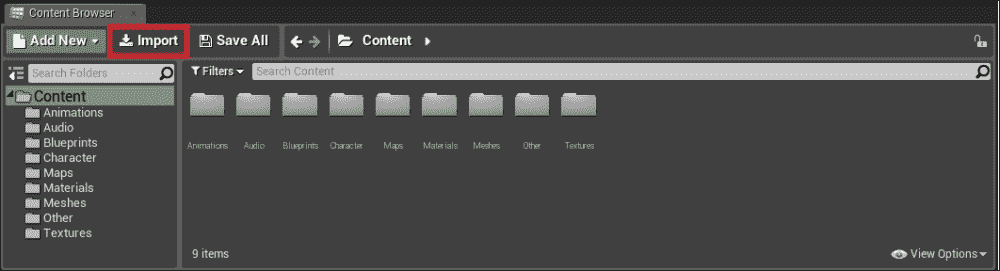 Content Browser
Add New Import Save All Content
Search Folders Filters Search Content
Content
Animations
Audio
Blueprints
Character
Maps
Materials
Meshes
Other
Textures
Animations Audio Blueprints Character Maps Materials Meshes Other Textures
9 items View Options